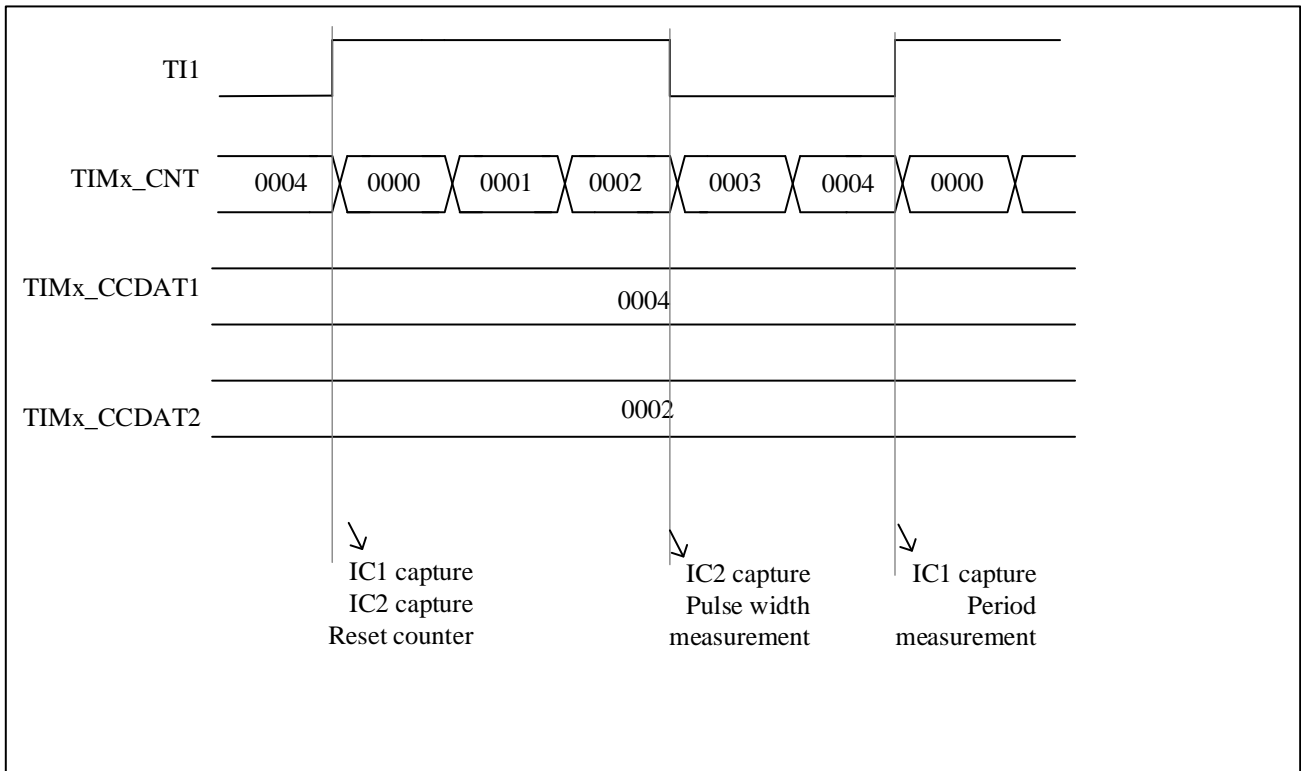 TI1
TIMx_CNT
0004 0000 0001 0002 0003 0004 0000
TIMx_CCDAT1
0004
TIMx_CCDAT2
0002
IC1 capture
IC2 capture
Reset counter
IC2 capture
Pulse width
measurement
IC1 capture
Period
measurement